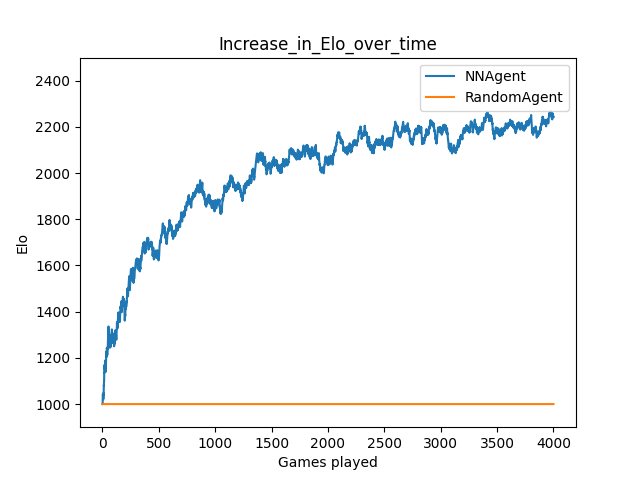 Increase_in_Elo_over_time
NNAgent
RandomAgent
2400
2200
2000
1800
1600
1400
1200
1000
Elo
0 500 1000 1500 2000 2500 3000 3500 4000
Games played